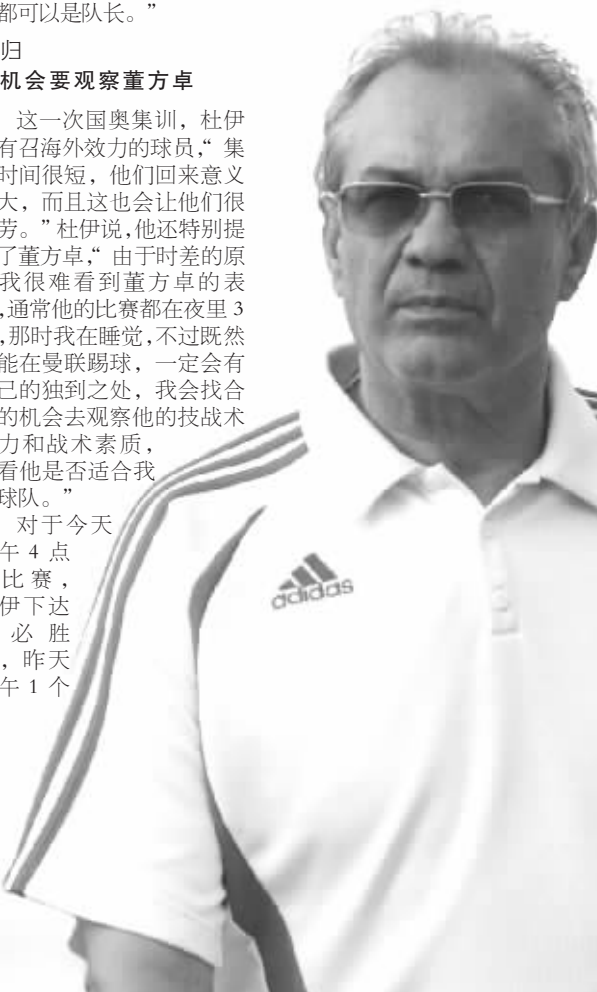 都可以是队长。”
归
机会要观察董方卓
这一次国奥集训，杜伊
有召海外效力的球员，“集
时间很短，他们回来意义
大，而且这也会让他们很
劳。”杜伊说，他还特别提
了董方卓，“由于时差的原
我很难看到董方卓的表
，通常他的比赛都在夜里 3
，那时我在睡觉，不过既然
能在曼联踢球，一定会有
己的独到之处，我会找合
的机会去观察他的技战术
力和战术素质，
看他是否适合我
球队。”
对于今天
午 4 点
比赛，
伊下达
必胜
，昨天
午 1 个
adidas